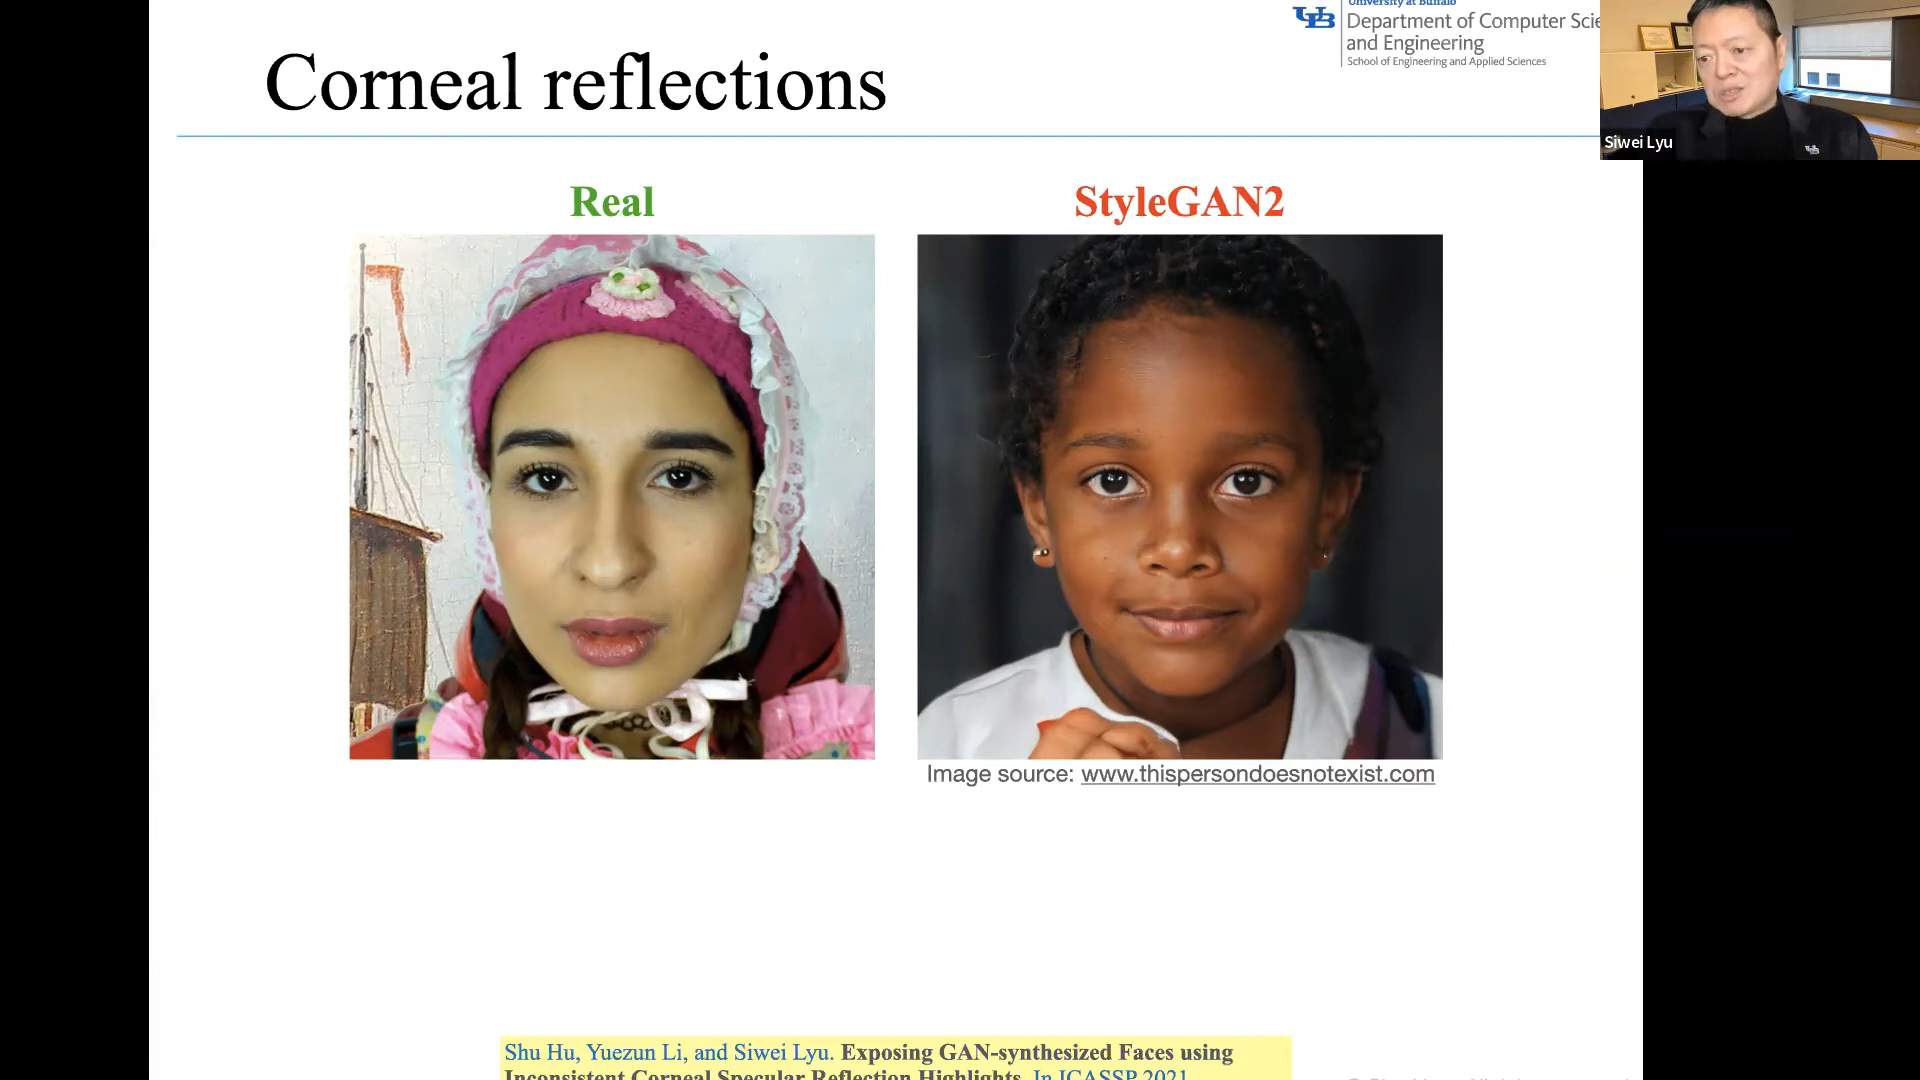 University at Buffalo
Department of Computer Scie
and Engineering
School of Engineering and Applied Sciences
Siwei Lyu
Corneal reflections
Real
StyleGAN2
Image source: www.thispersondoesnotexist.com
Shu Hu, Yuezun Li, and Siwei Lyu. Exposing GAN-synthesized Faces using
Inconsistent Corneal Specular Reflection Highlights. In ICASSP 2021